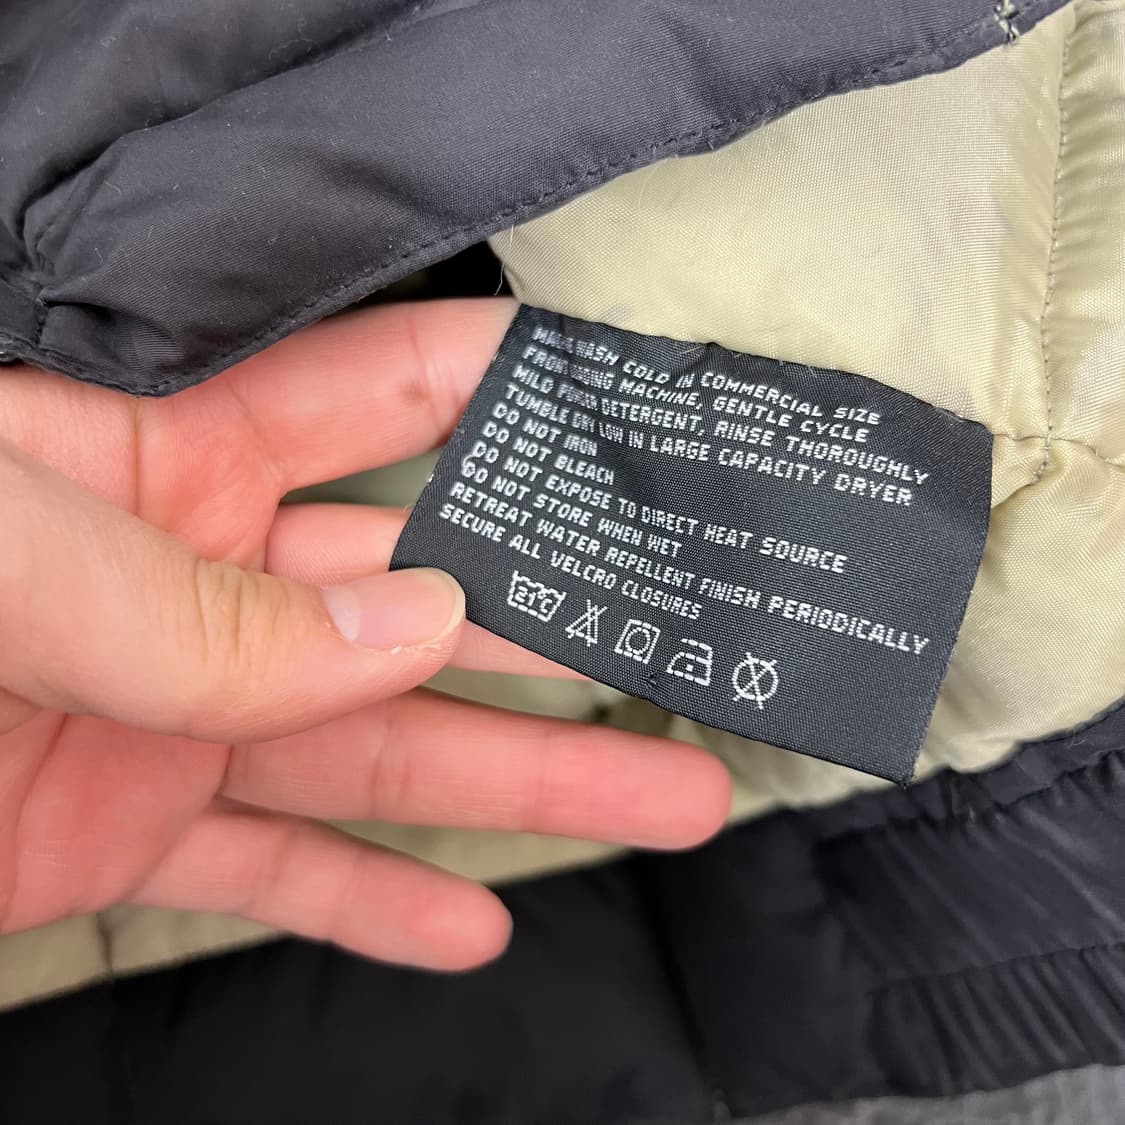 WASH COLD IN COMMERCIAL SIZE
FRONT MACHINE, GENTLE CYCLE
MILD DETERGENT, RINSE THOROUGHLY
TUMBLE DRY LOW IN LARGE CAPACITY DRYER
DO NOT IRON
DO NOT BLEACH
DO NOT EXPOSE TO DIRECT HEAT SOURCE
DO NOT STORE WHEN WET
RETREAT WATER REPELLENT FINISH PERIODICALLY
SECURE ALL VELCRO CLOSURES
21°C